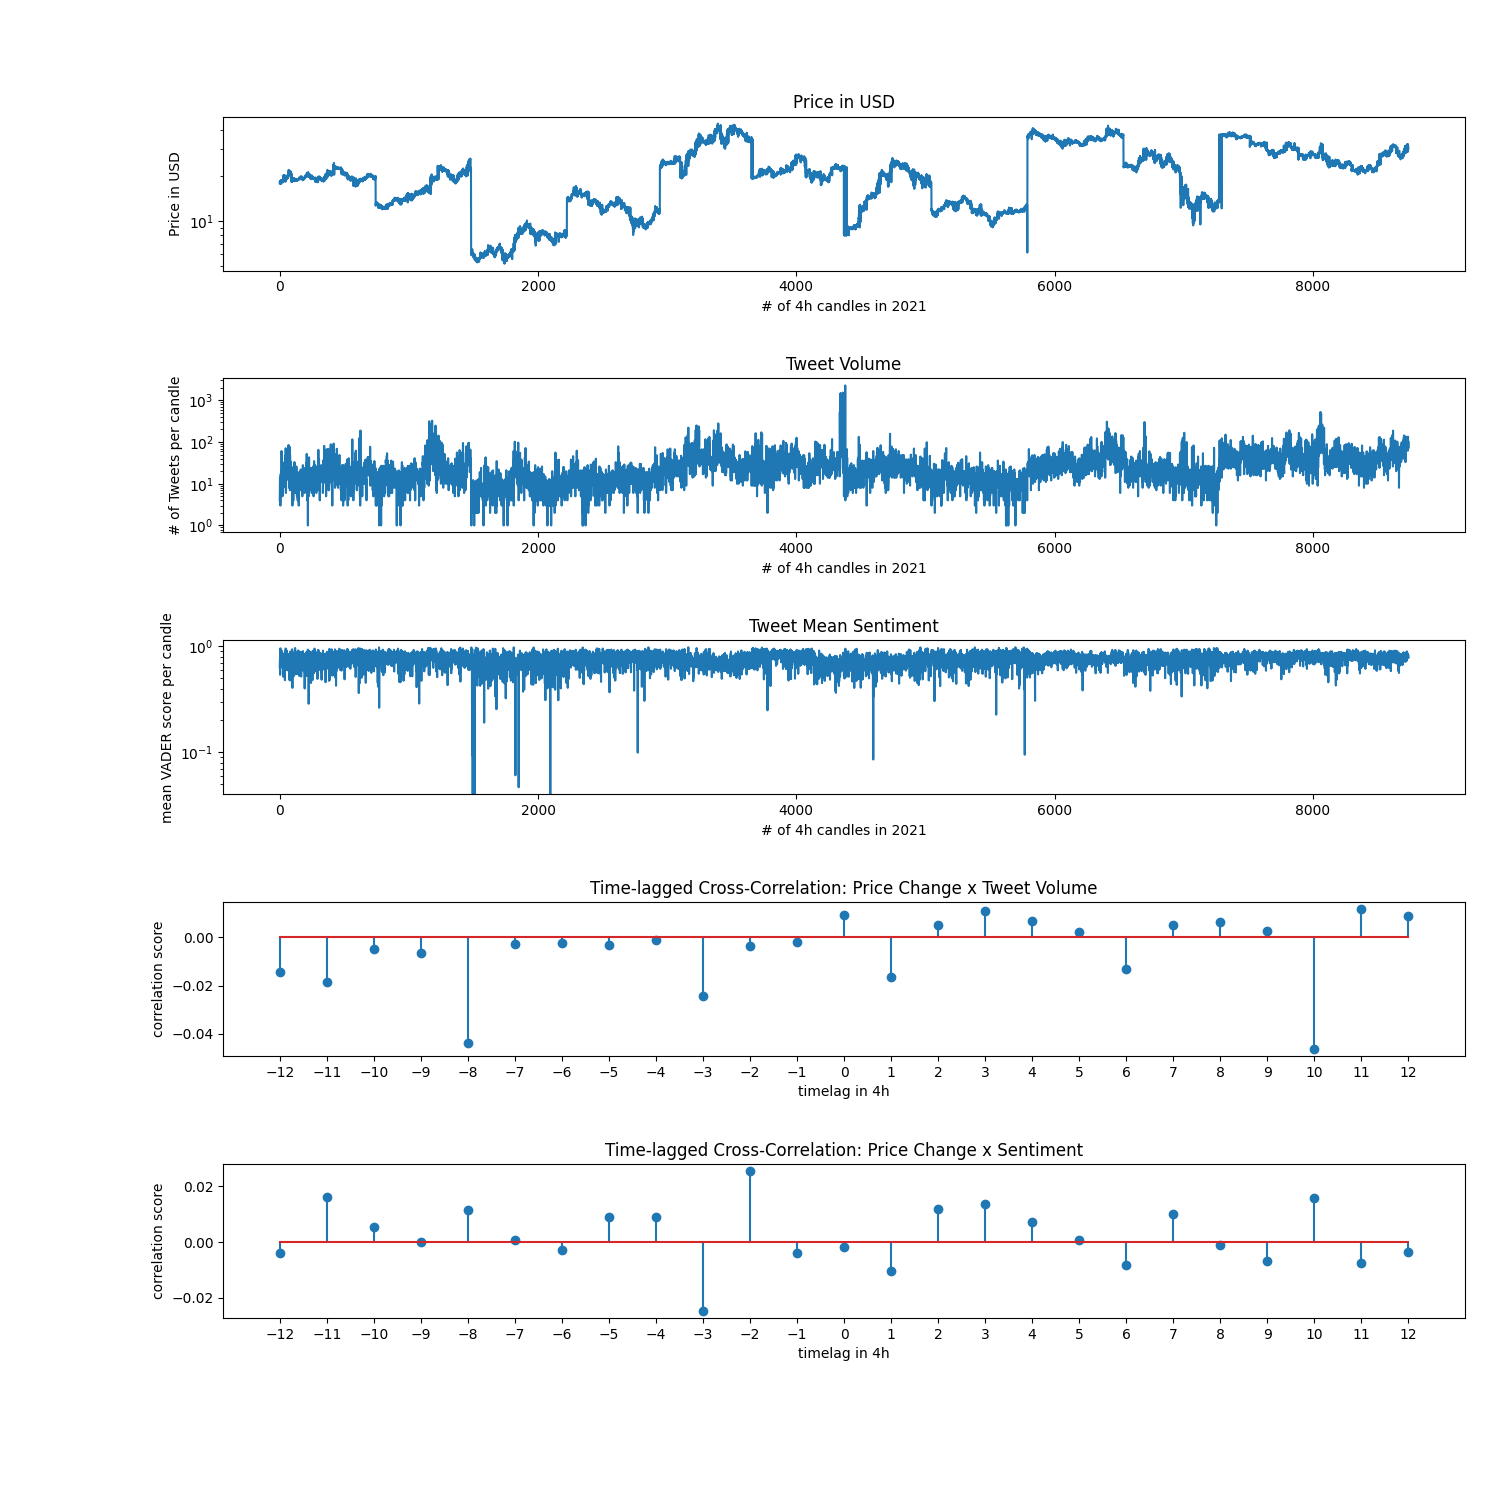 Price in USD
Price in USD
10¹
0 2000 4000 6000 8000
# of 4h candles in 2021
Tweet Volume
# of Tweets per candle
10³
10²
10¹
10⁰
0 2000 4000 6000 8000
# of 4h candles in 2021
Tweet Mean Sentiment
mean VADER score per candle
10⁰
10⁻¹
0 2000 4000 6000 8000
# of 4h candles in 2021
Time-lagged Cross-Correlation: Price Change x Tweet Volume
correlation score
0.00
−0.02
−0.04
−12 −11 −10 −9 −8 −7 −6 −5 −4 −3 −2 −1 0 1 2 3 4 5 6 7 8 9 10 11 12
timelag in 4h
Time-lagged Cross-Correlation: Price Change x Sentiment
correlation score
0.02
0.00
−0.02
−12 −11 −10 −9 −8 −7 −6 −5 −4 −3 −2 −1 0 1 2 3 4 5 6 7 8 9 10 11 12
timelag in 4h